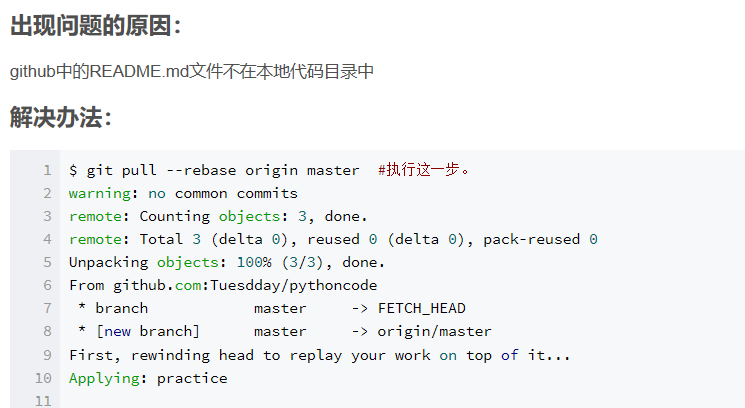 出现问题的原因：
github中的README.md文件不在本地代码目录中
解决办法：
1 $ git pull --rebase origin master  #执行这一步。
2 warning: no common commits
3 remote: Counting objects: 3, done.
4 remote: Total 3 (delta 0), reused 0 (delta 0), pack-reused 0
5 Unpacking objects: 100% (3/3), done.
6 From github.com:Tuesdday/pythoncode
7  * branch            master     -> FETCH_HEAD
8  * [new branch]      master     -> origin/master
9 First, rewinding head to replay your work on top of it...
10 Applying: practice
11